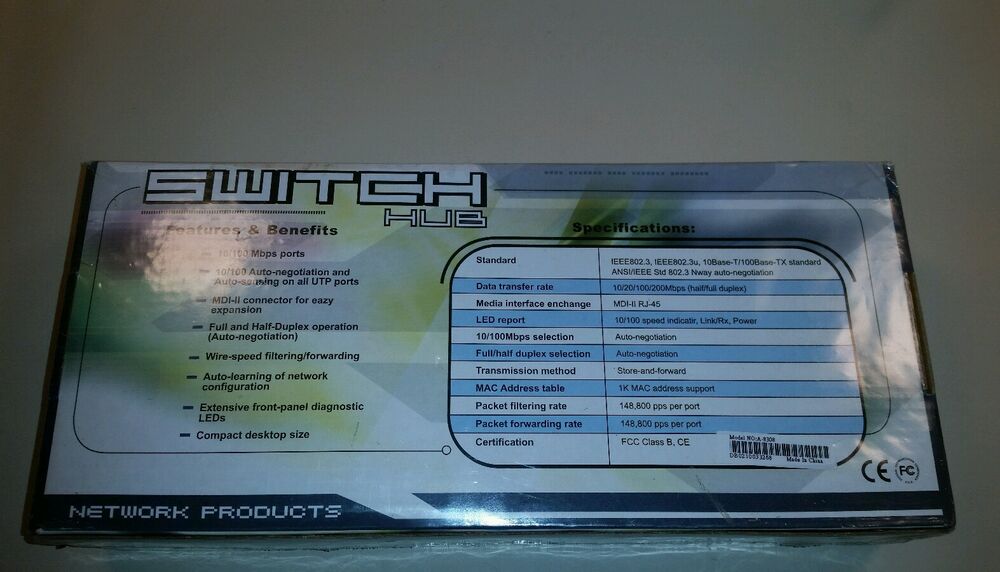 SWITCH
HUB
Features & Benefits
10/100 Mbps ports
10/100 Auto-negotiation and
Auto-sensing on all UTP ports
MDI-II connector for eazy
expansion
Full and Half-Duplex operation
(Auto-negotiation)
Wire-speed filtering/forwarding
Auto-learning of network
configuration
Extensive front-panel diagnostic
LEDs
Compact desktop size
Specifications:
Standard IEEE802.3, IEEE802.3u, 10Base-T/100Base-TX standard
ANSI/IEEE Std 802.3 Nway auto-negotiation
Data transfer rate 10/20/100/200Mbps (half/full duplex)
Media interface exchange MDI-II RJ-45
LED report 10/100 speed indicatir, Link/Rx, Power
10/100Mbps selection Auto-negotiation
Full/half duplex selection Auto-negotiation
Transmission method Store-and-forward
MAC Address table 1K MAC address support
Packet filtering rate 148,800 pps per port
Packet forwarding rate 148,800 pps per port
Certification FCC Class B, CE
Model NO:A-8308
Made In China
CE FC
NETWORK PRODUCTS